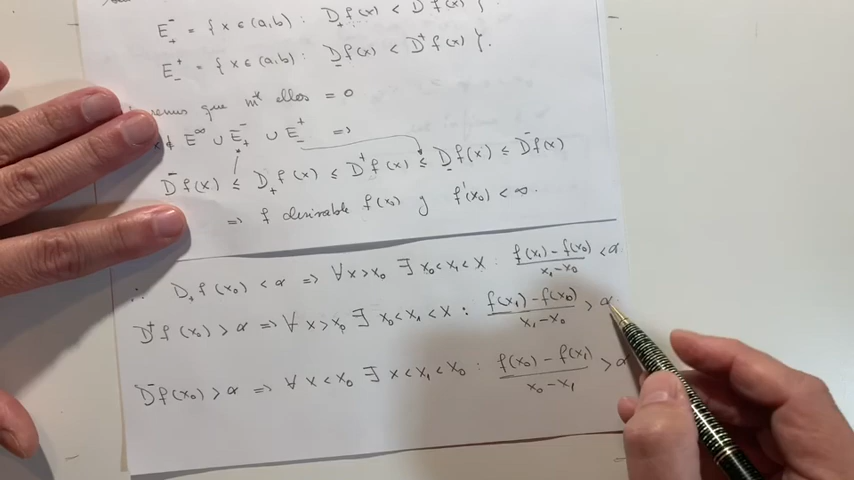 E₊⁻ = { x ∈ (a,b) : D₊f(x) < D⁻f(x) }.
E₋⁺ = { x ∈ (a,b) : D₋f(x) < D⁺f(x) }.
que m* ellos = 0
x ∉ E^∞ ∪ E₊⁻ ∪ E₋⁺ ⇒
D⁻f(x) ≤ D₊f(x) ≤ D⁺f(x) ≤ D₋f(x) ≤ D⁻f(x)
⇒ f derivable f(x₀) y f'(x₀) < ∞.
∴ D₊f(x₀) < α ⇒ ∀ x > x₀ ∃ x₀ < x₁ < x : (f(x₁) − f(x₀))/(x₁ − x₀) < α
D⁺f(x₀) > α ⇒ ∀ x > x₀ ∃ x₀ < x₁ < x : (f(x₁) − f(x₀))/(x₁ − x₀) > α
D⁻f(x₀) > α ⇒ ∀ x < x₀ ∃ x < x₁ < x₀ : (f(x₀) − f(x₁))/(x₀ − x₁) > α